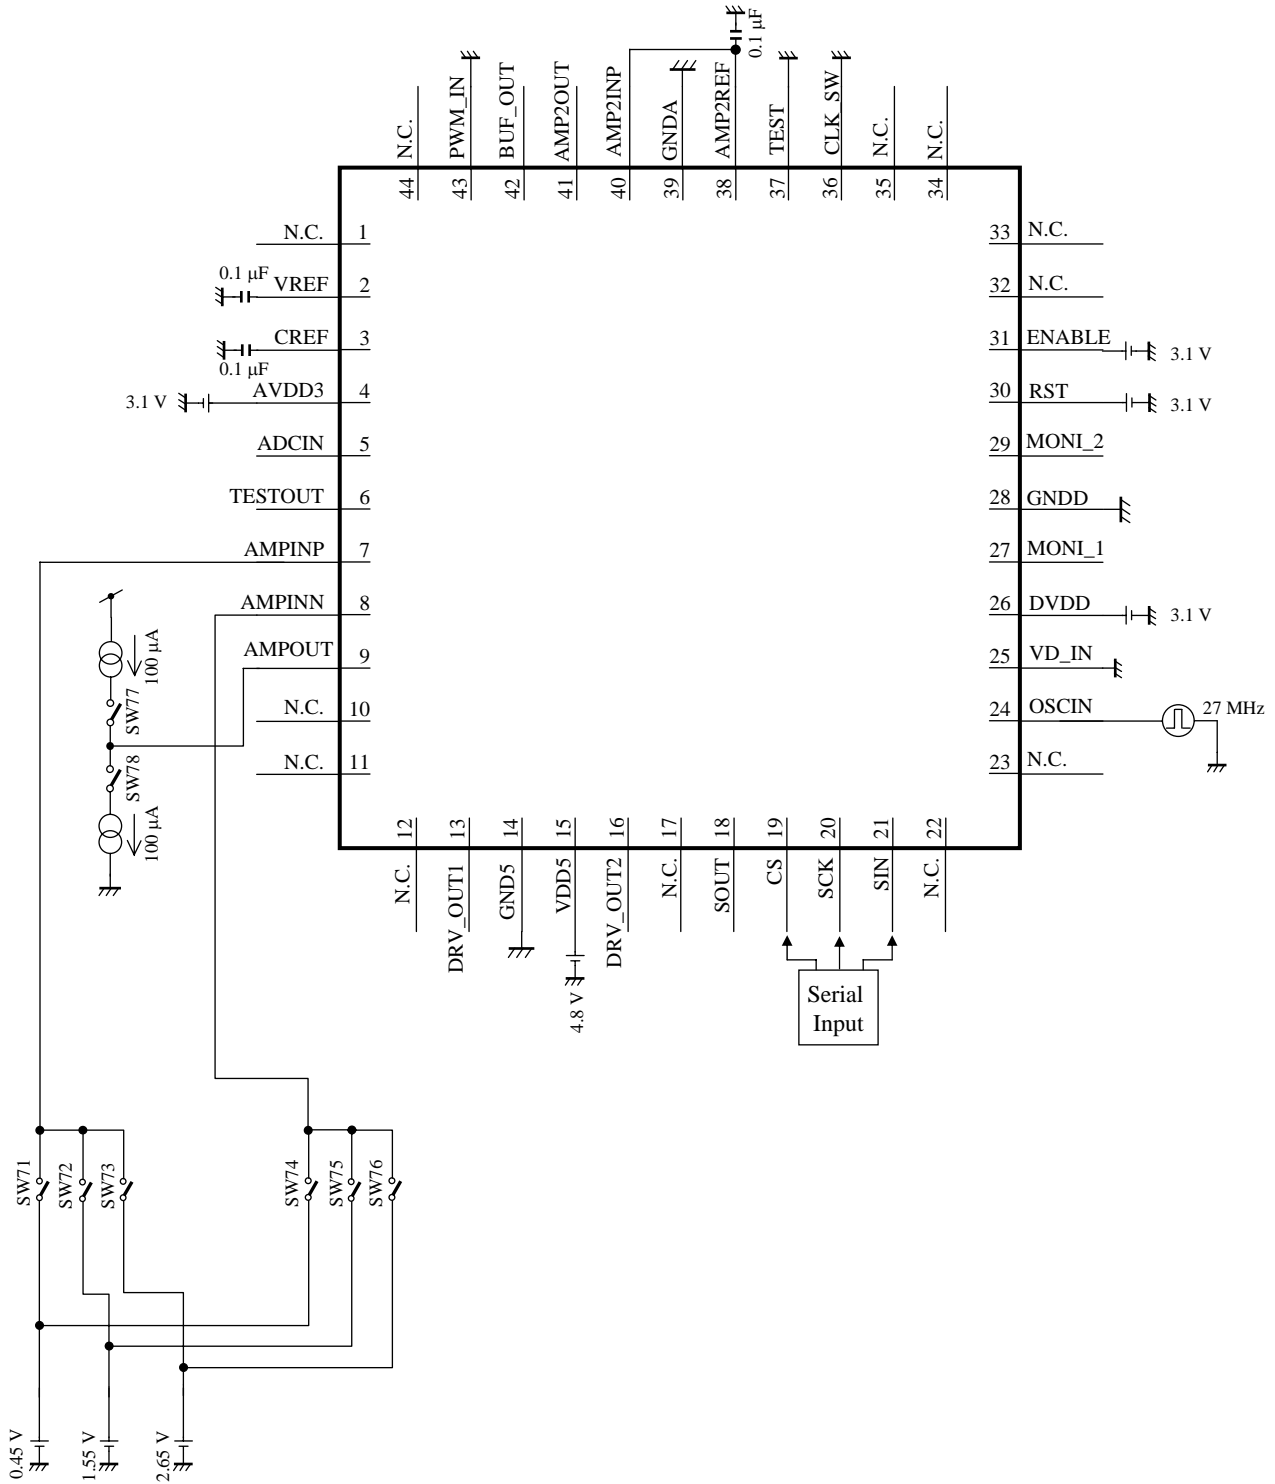 0.1 µF
N.C.
PWM_IN
BUF_OUT
AMP2OUT
AMP2INP
GNDA
AMP2REF
TEST
CLK_SW
N.C.
N.C.
44
43
42
41
40
39
38
37
36
35
34
N.C. 1
0.1 µF
VREF 2
CREF 3
0.1 µF
3.1 V AVDD3 4
ADCIN 5
TESTOUT 6
AMPINP 7
AMPINN 8
AMPOUT 9
N.C. 10
N.C. 11
33 N.C.
32 N.C.
31 ENABLE 3.1 V
30 RST 3.1 V
29 MONI_2
28 GNDD
27 MONI_1
26 DVDD 3.1 V
25 VD_IN
24 OSCIN 27 MHz
23 N.C.
100 µA
SW77
SW78
100 µA
12
13
14
15
16
17
18
19
20
21
22
N.C.
DRV_OUT1
GND5
VDD5
DRV_OUT2
N.C.
SOUT
CS
SCK
SIN
N.C.
4.8 V
Serial
Input
SW71
SW72
SW73
SW74
SW75
SW76
0.45 V
1.55 V
2.65 V